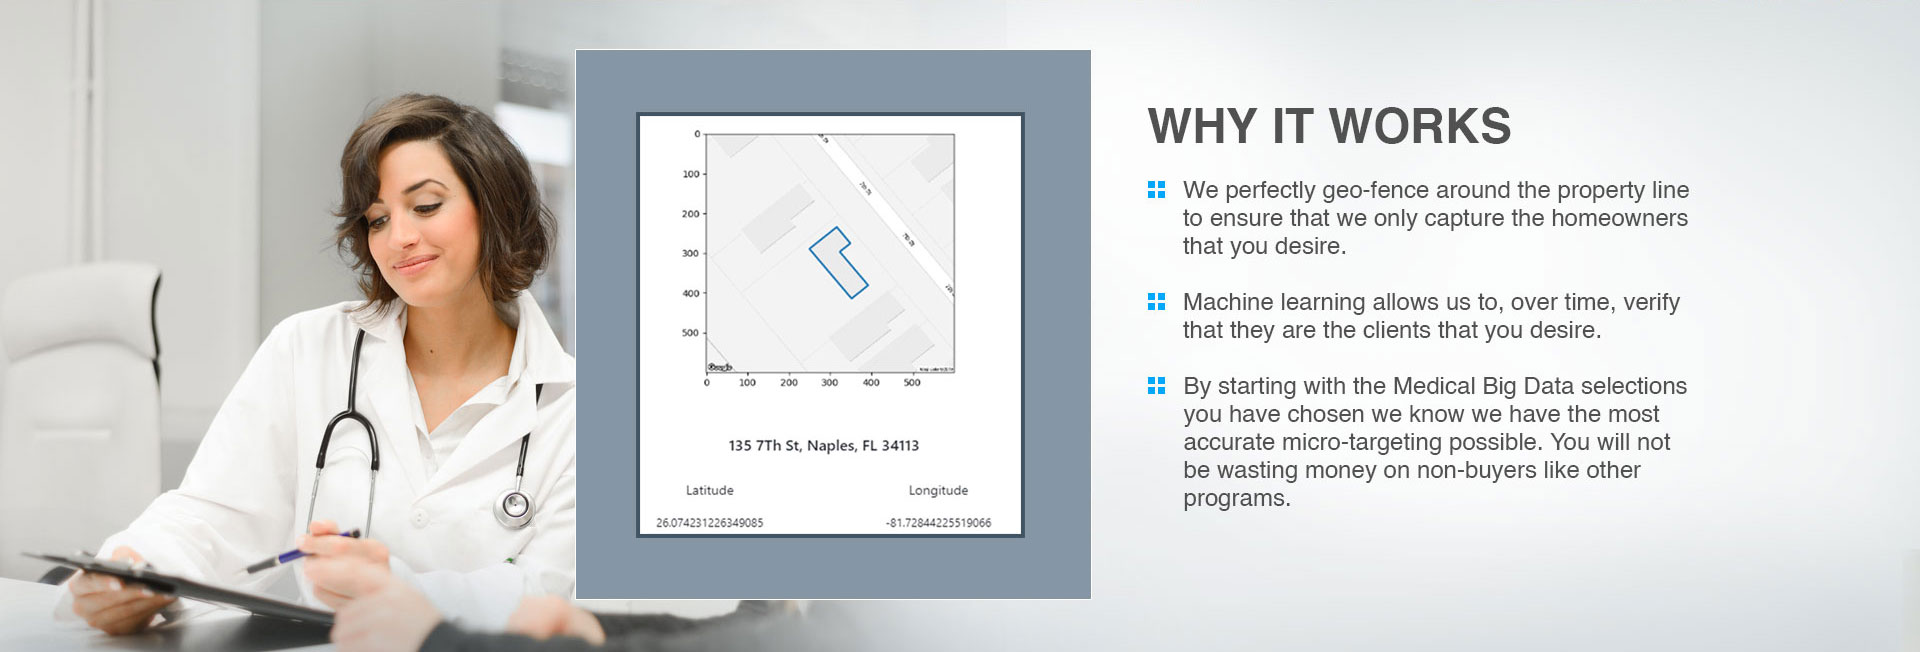 WHY IT WORKS
We perfectly geo-fence around the property line
to ensure that we only capture the homeowners
that you desire.
Machine learning allows us to, over time, verify
that they are the clients that you desire.
By starting with the Medical Big Data selections
you have chosen we know we have the most
accurate micro-targeting possible. You will not
be wasting money on non-buyers like other
programs.
0
100
200
300
400
500
7th St
7th St
Google
0 100 200 300 400 500
135 7Th St, Naples, FL 34113
Latitude Longitude
26.074231226349085 -81.72844225519066